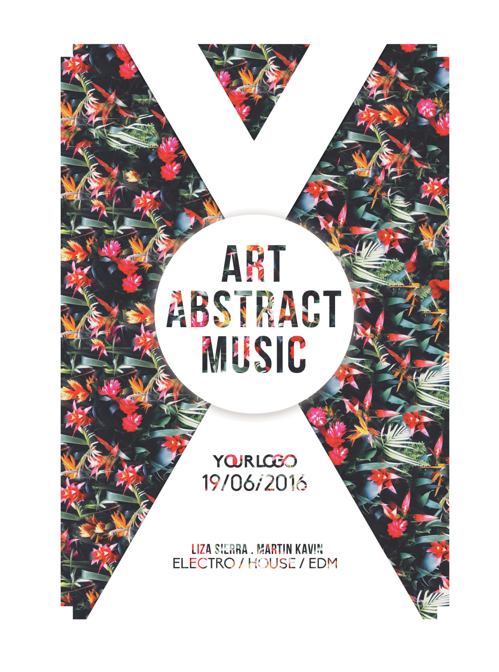 ART
ABSTRACT
MUSIC
YOURLOGO
19/06/2016
LIZA SIERRA . MARTIN KAVIN
ELECTRO / HOUSE / EDM